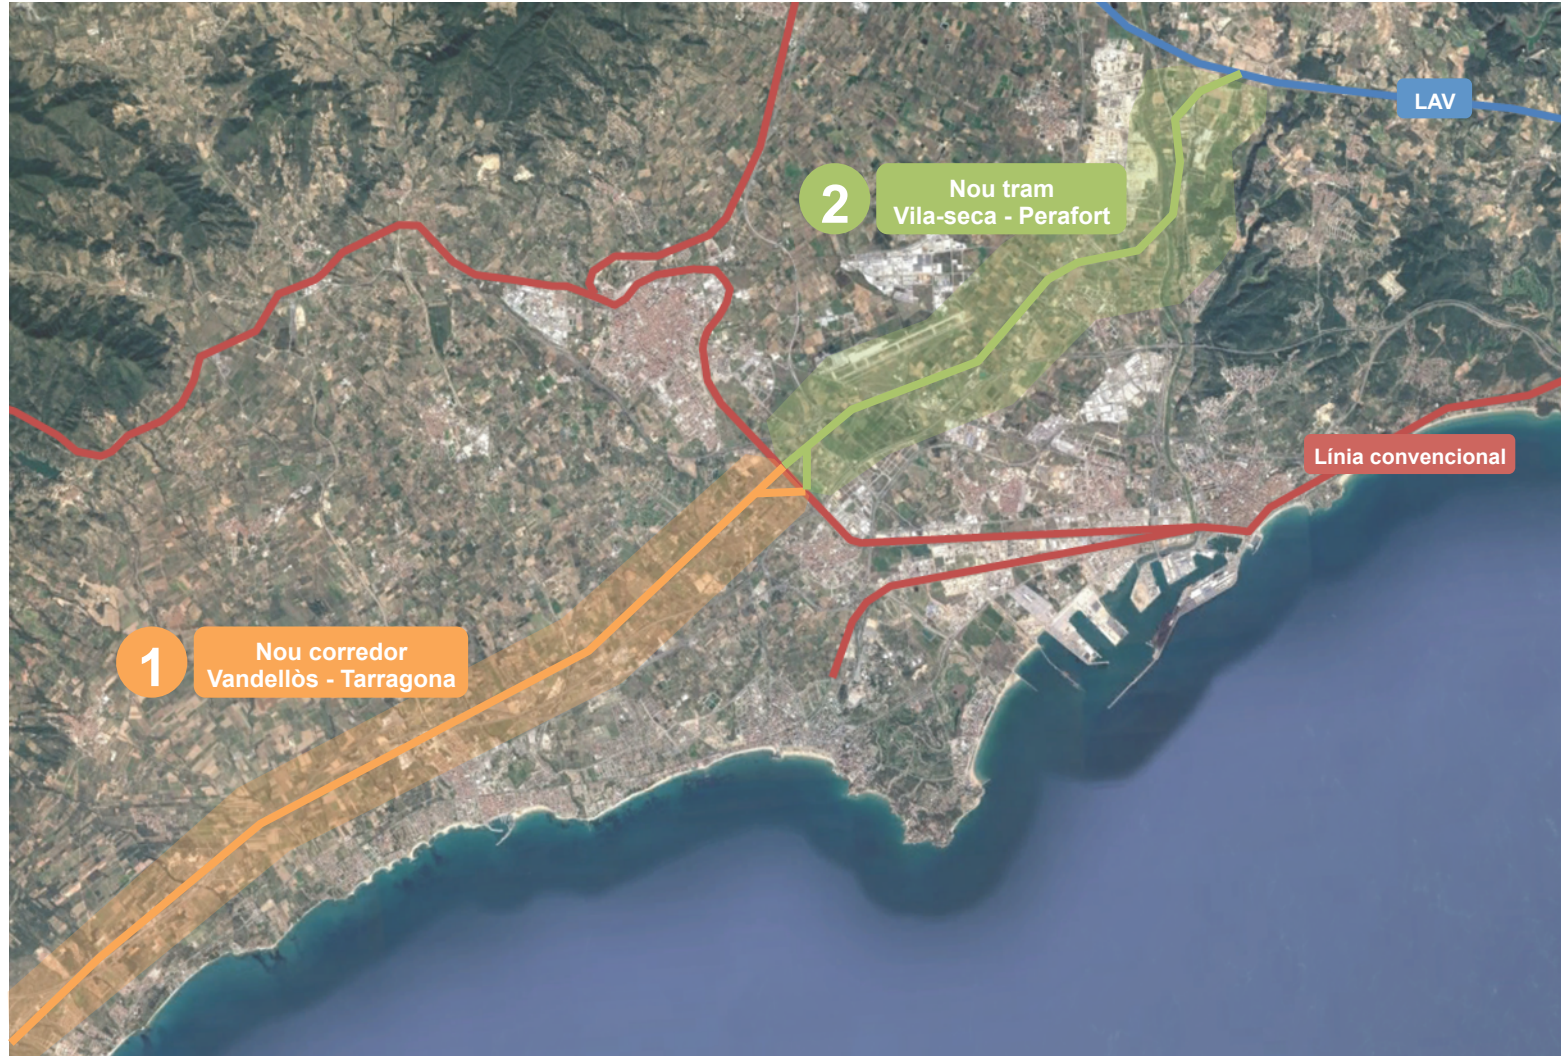 LAV
2
Nou tram
Vila-seca - Perafort
Línia convencional
1
Nou corredor
Vandellòs - Tarragona